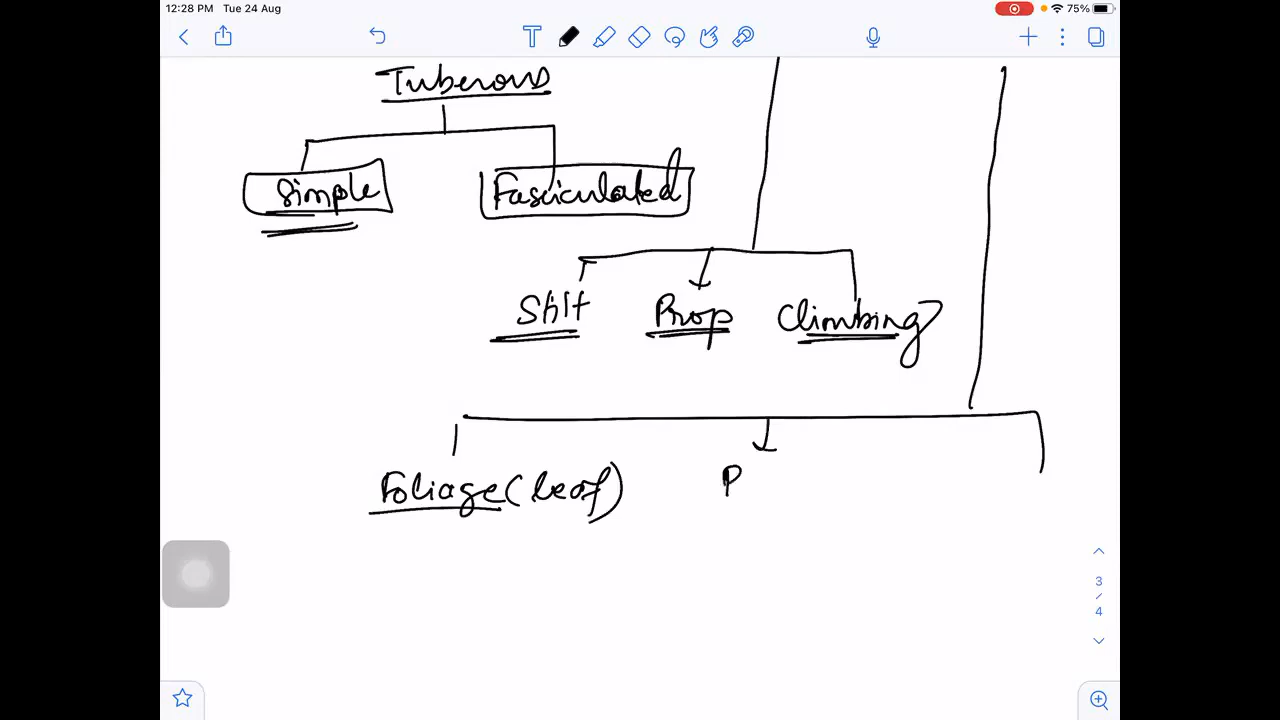 12:28 PM Tue 24 Aug 75%
Tuberous
Simple Fasciculated
Stilt Prop Climbing
Foliage (leaf) P
3
/
4